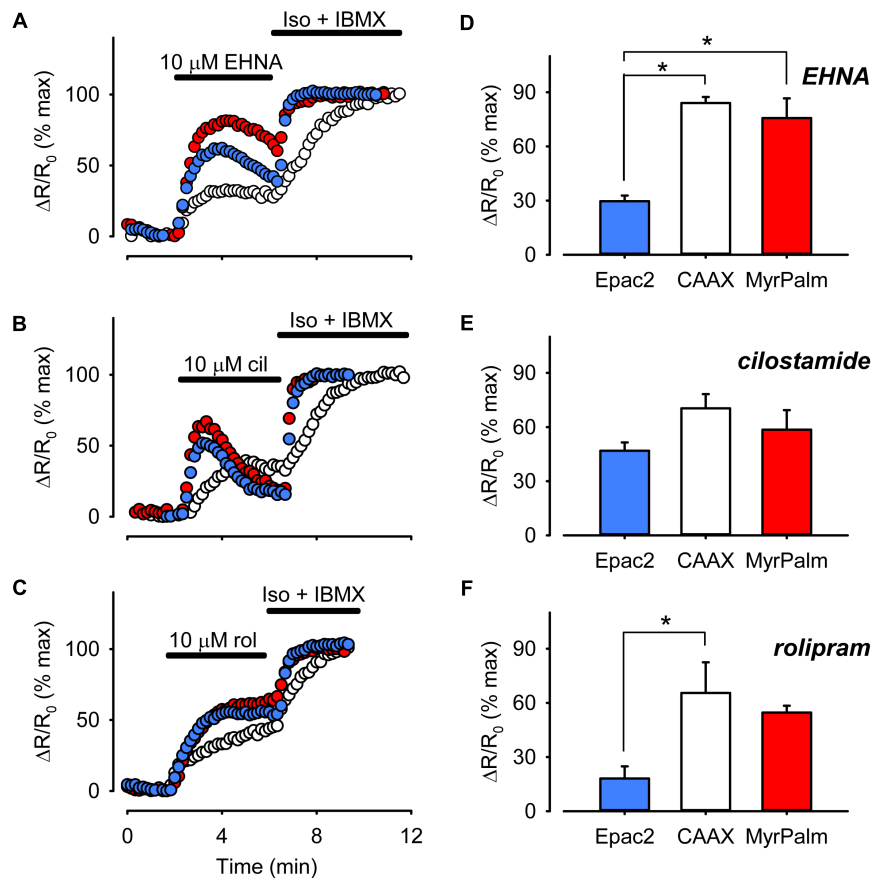 A
Iso + IBMX
10 μM EHNA
ΔR/R0 (% max)
100
50
0
B
Iso + IBMX
10 μM cil
ΔR/R0 (% max)
100
50
0
C
Iso + IBMX
10 μM rol
ΔR/R0 (% max)
100
50
0
0 4 8 12
Time (min)
D
*
*
EHNA
ΔR/R0 (% max)
90
60
30
0
Epac2 CAAX MyrPalm
E
cilostamide
ΔR/R0 (% max)
90
60
30
0
Epac2 CAAX MyrPalm
F
*
rolipram
ΔR/R0 (% max)
90
60
30
0
Epac2 CAAX MyrPalm